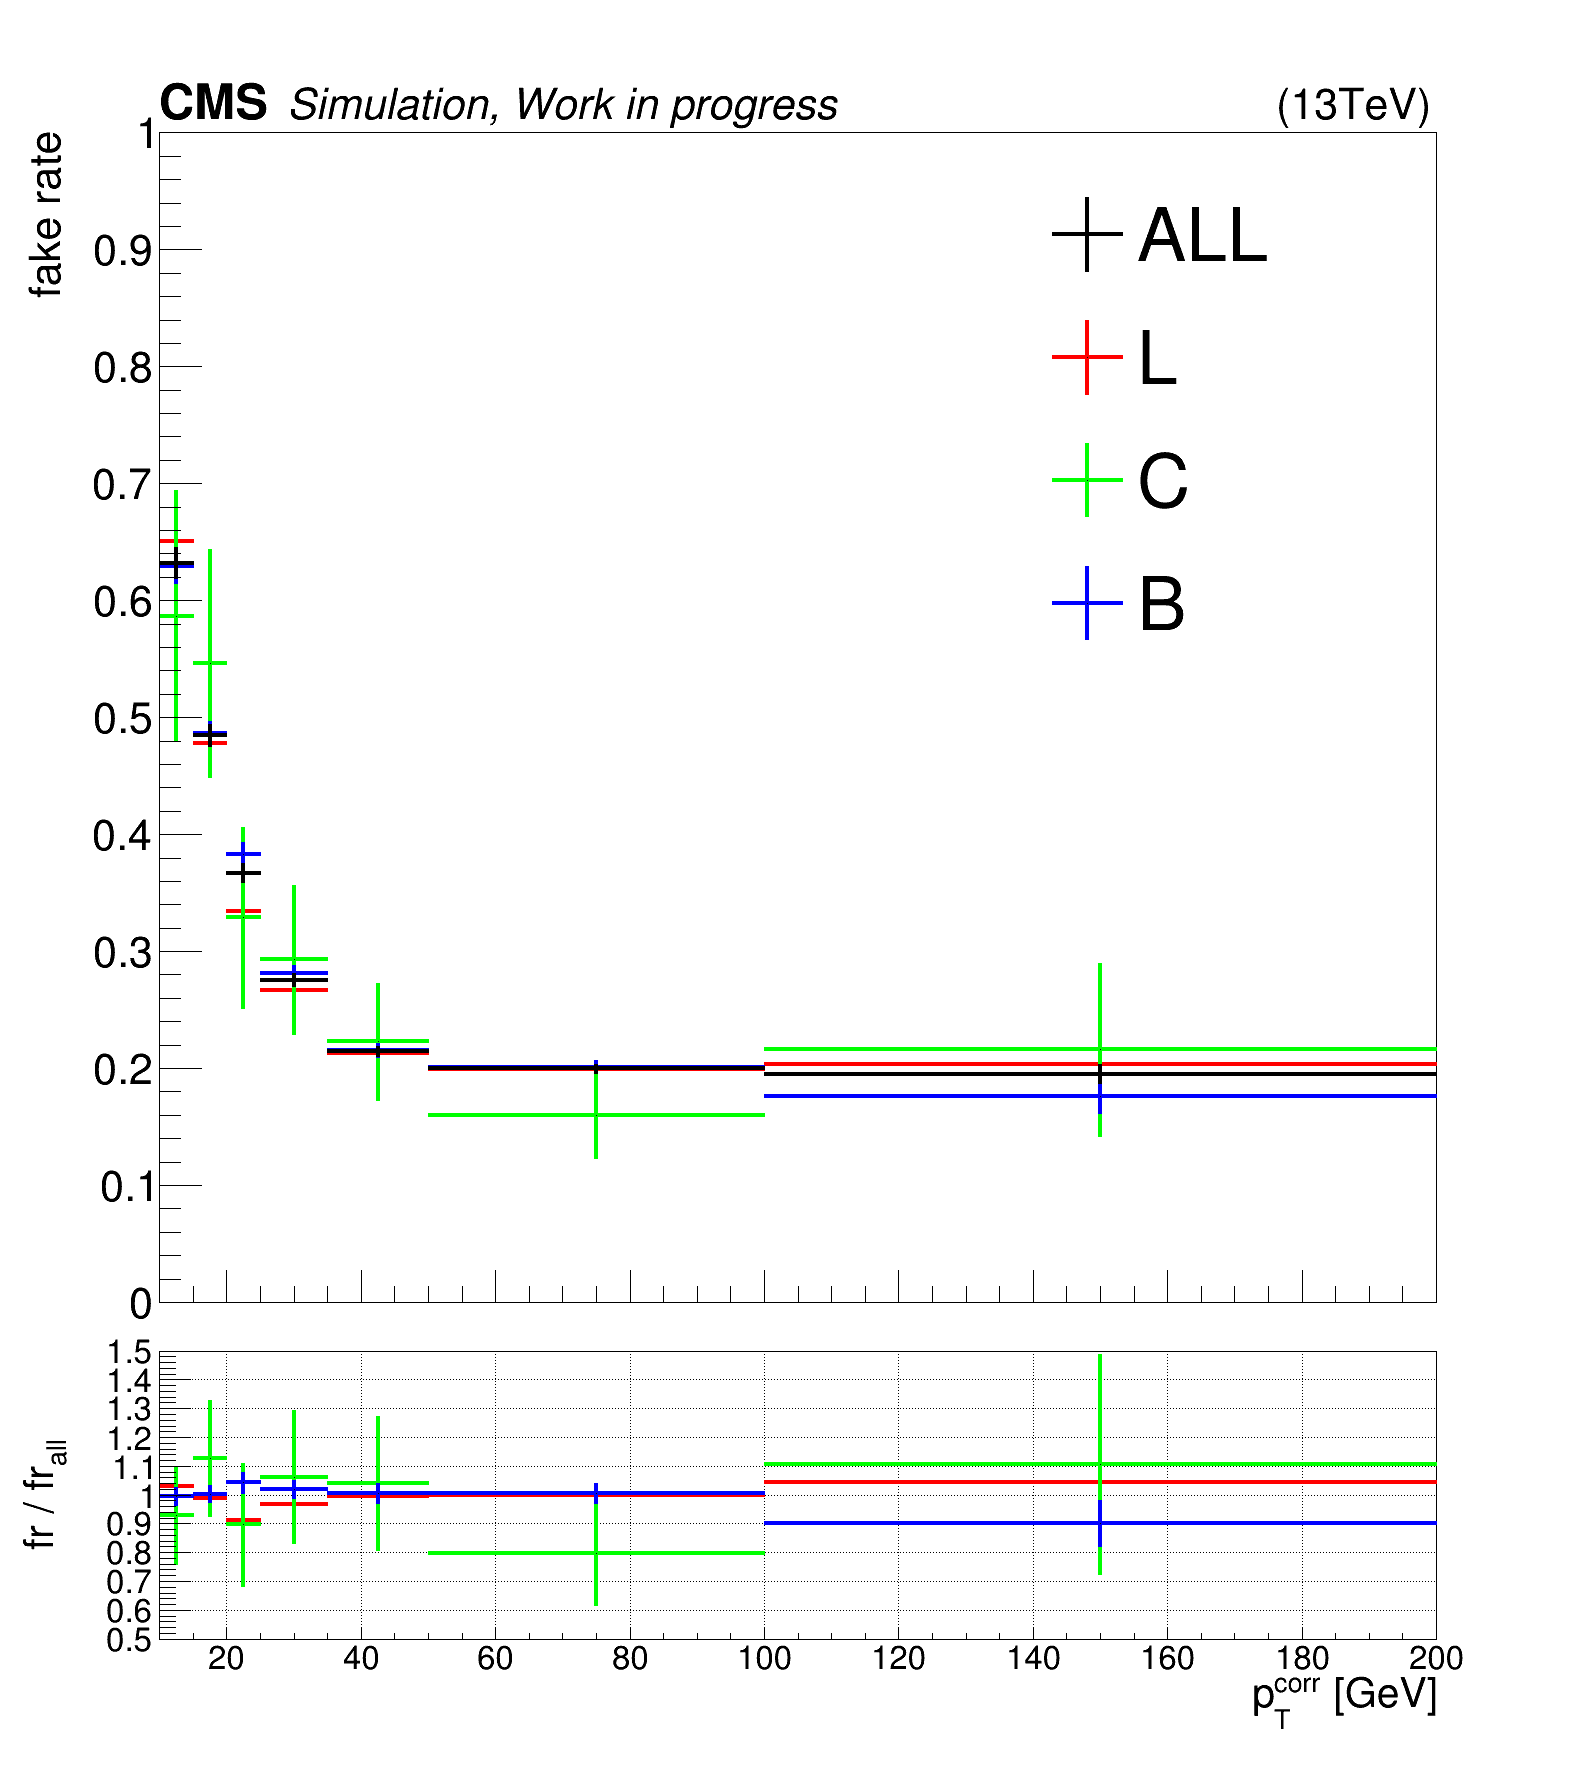 CMS Simulation, Work in progress (13TeV)
fake rate
1
0.9
0.8
0.7
0.6
0.5
0.4
0.3
0.2
0.1
0
ALL
L
C
B
fr / fr_all
1.5
1.4
1.3
1.2
1.1
1
0.9
0.8
0.7
0.6
0.5
20 40 60 80 100 120 140 160 180 200
p_T^corr [GeV]